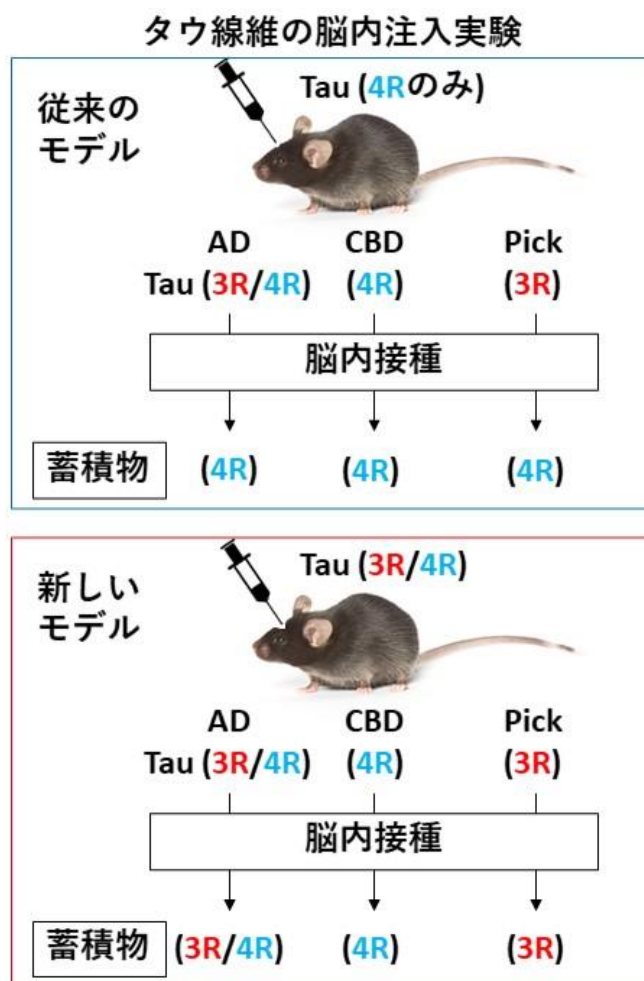 タウ線維の脳内注入実験
従来の
モデル
Tau (4Rのみ)
AD CBD Pick
Tau (3R/4R) (4R) (3R)
脳内接種
蓄積物 (4R) (4R) (4R)
新しい
モデル
Tau (3R/4R)
AD CBD Pick
Tau (3R/4R) (4R) (3R)
脳内接種
蓄積物 (3R/4R) (4R) (3R)